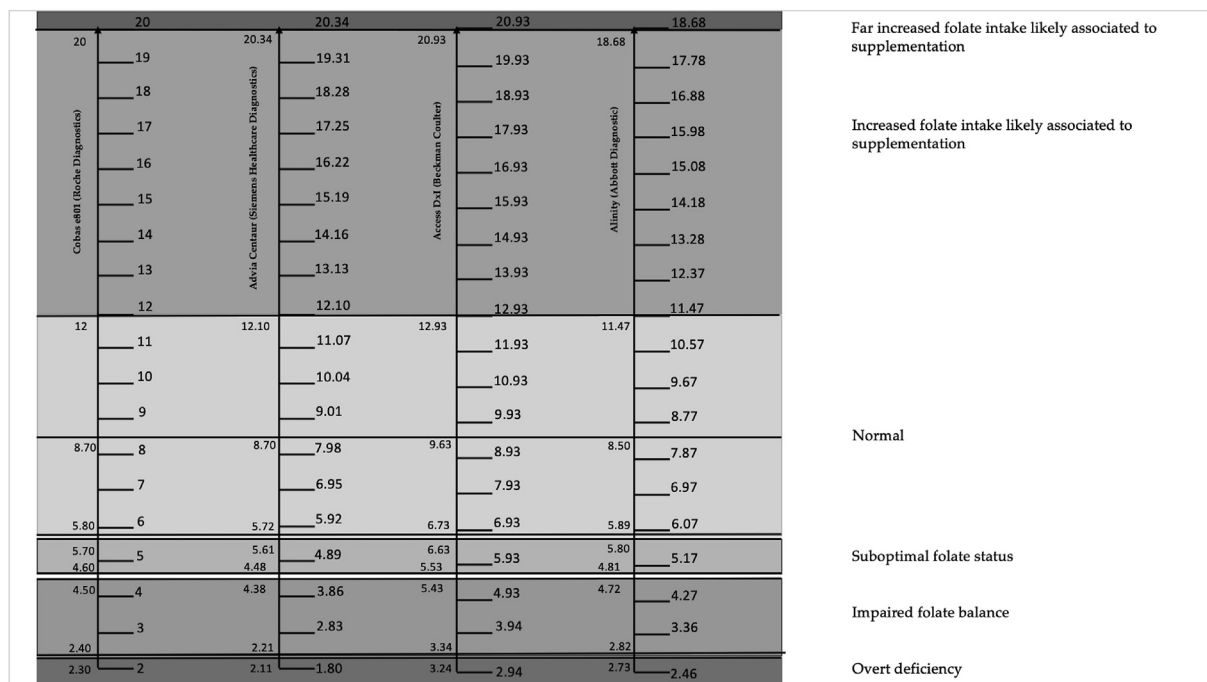 20 20.34 20.93 18.68
Far increased folate intake likely associated to
supplementation
20 20.34 20.93 18.68
19 19.31 19.93 17.78
18 18.28 18.93 16.88
17 17.25 17.93 15.98
Increased folate intake likely associated to
supplementation
16 16.22 16.93 15.08
15 15.19 15.93 14.18
14 14.16 14.93 13.28
13 13.13 13.93 12.37
12 12.10 12.93 11.47
Cobas e801 (Roche Diagnostics)
Advia Centaur (Siemens Healthcare Diagnostics)
Access DxI (Beckman Coulter)
Alinity (Abbott Diagnostic)
12 12.10 12.93 11.47
11 11.07 11.93 10.57
10 10.04 10.93 9.67
9 9.01 9.93 8.77
Normal
8.70 8.70 9.63 8.50
8 7.98 8.93 7.87
7 6.95 7.93 6.97
6 5.92 6.93 6.07
5.80 5.72 6.73 5.89
5.70 5.61 6.63 5.80
5 4.89 5.93 5.17
Suboptimal folate status
4.60 4.48 5.53 4.81
4.50 4.38 5.43 4.72
4 3.86 4.93 4.27
Impaired folate balance
3 2.83 3.94 3.36
2.40 2.21 3.34 2.82
2.30 2.11 3.24 2.73
2 1.80 2.94 2.46
Overt deficiency